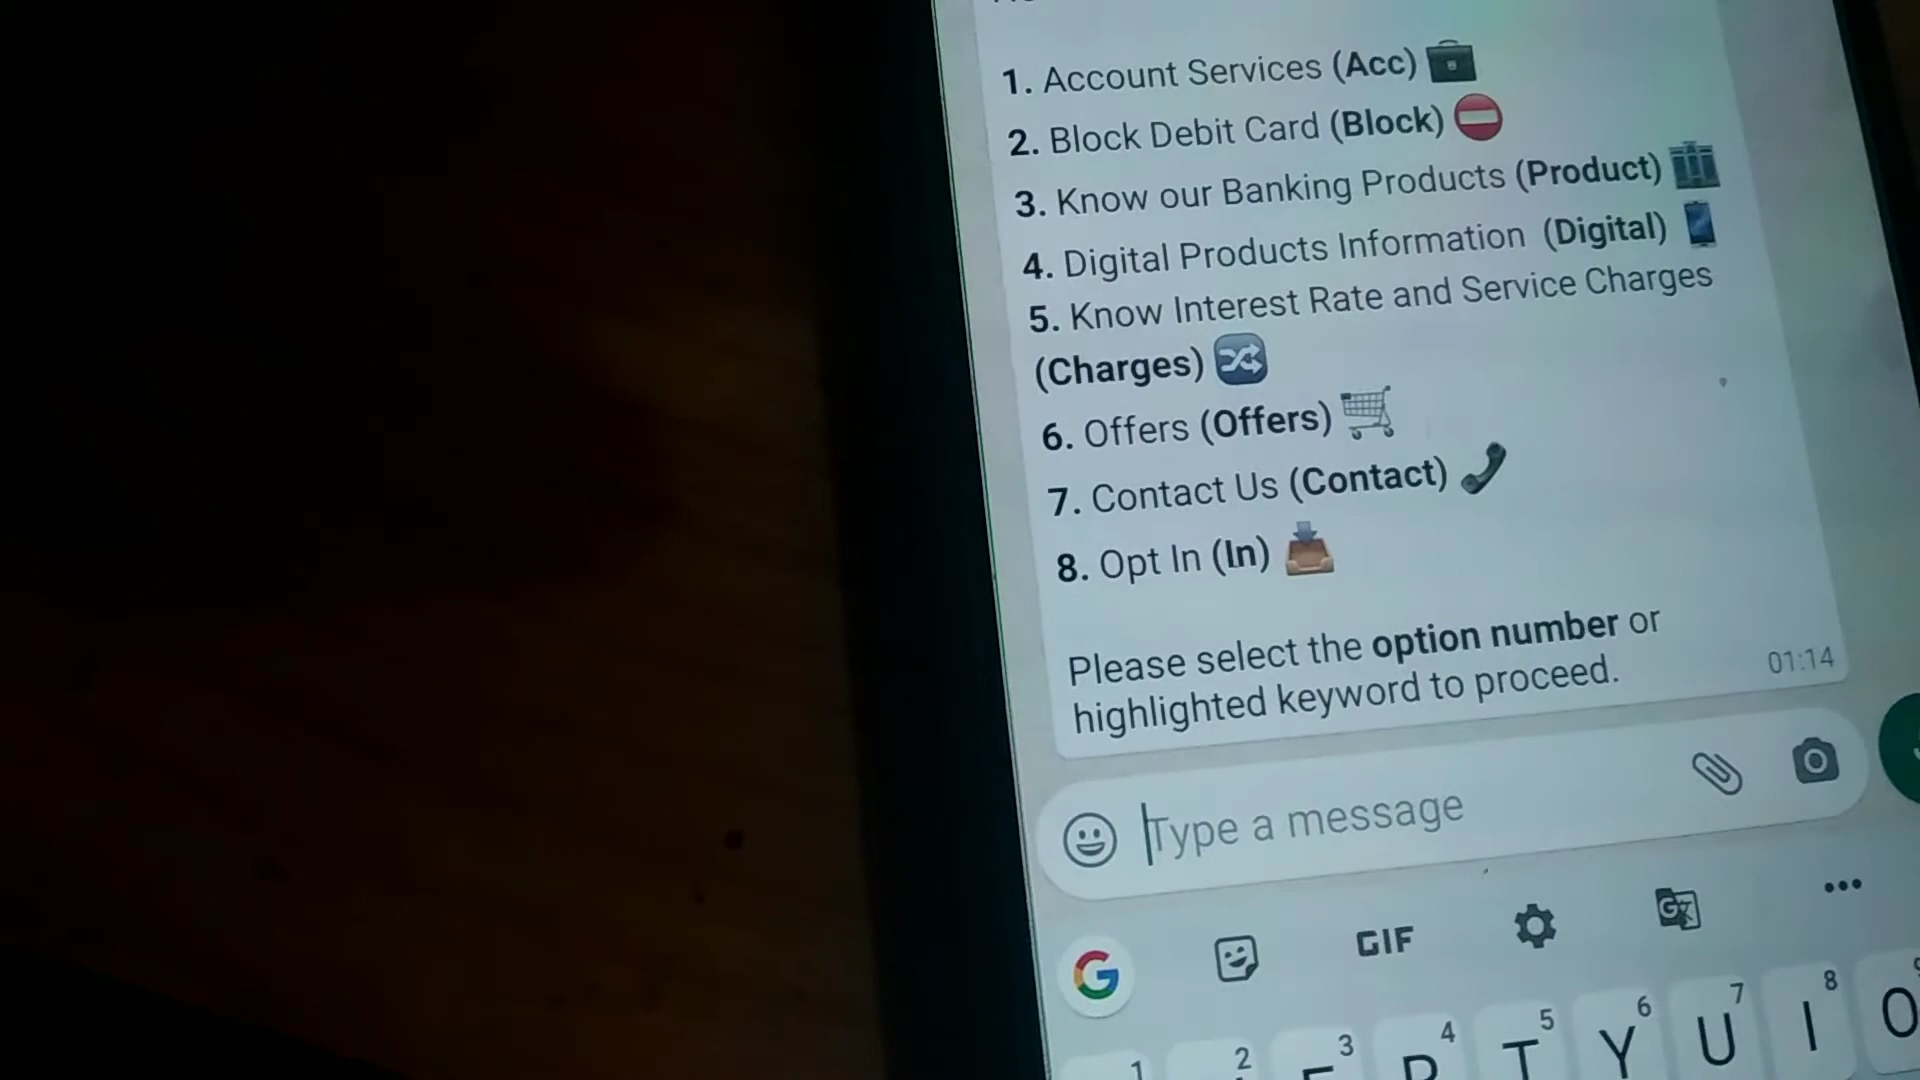 1. Account Services (Acc)
2. Block Debit Card (Block)
3. Know our Banking Products (Product)
4. Digital Products Information (Digital)
5. Know Interest Rate and Service Charges
(Charges)
6. Offers (Offers)
7. Contact Us (Contact)
8. Opt In (In)
Please select the option number or
highlighted keyword to proceed.
01:14
Type a message
G GIF G
1 2 3 4 5 6 7 8
T Y U I O